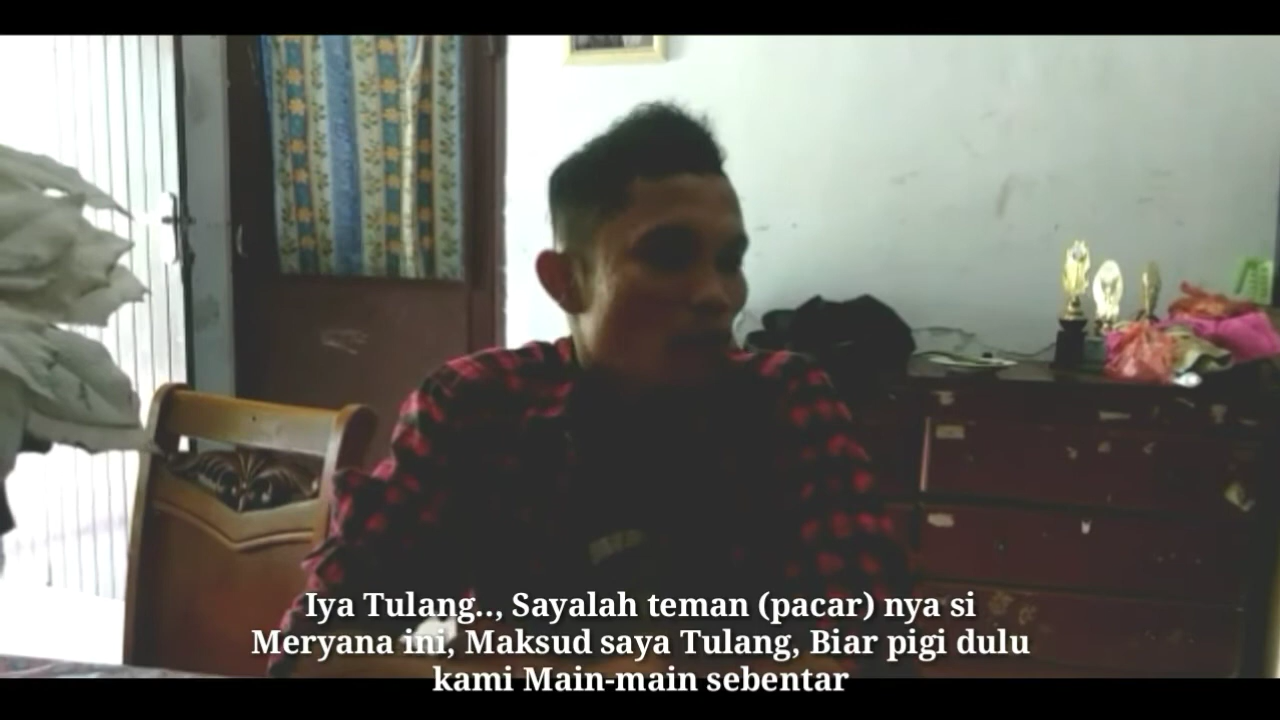 Iya Tulang.., Sayalah teman (pacar) nya si
Meryana ini, Maksud saya Tulang, Biar pigi dulu
kami Main-main sebentar